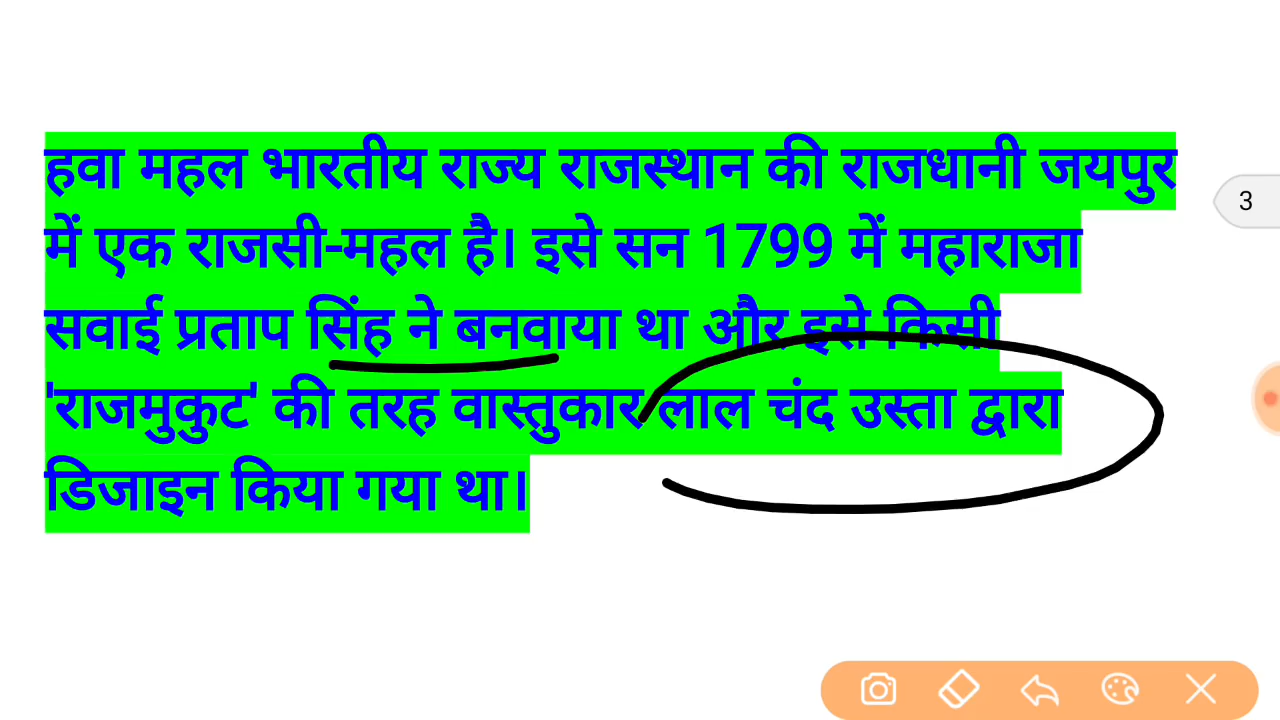 हवा महल भारतीय राज्य राजस्थान की राजधानी जयपुर
में एक राजसी-महल है। इसे सन 1799 में महाराजा
सवाई प्रताप सिंह ने बनवाया था और इसे किसी
'राजमुकुट' की तरह वास्तुकार लाल चंद उस्ता द्वारा
डिजाइन किया गया था।
3